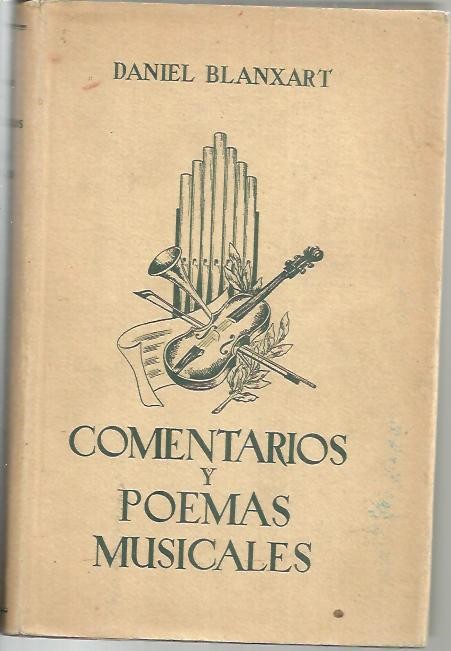 DANIEL BLANXART
COMENTARIOS
Y
POEMAS
MUSICALES